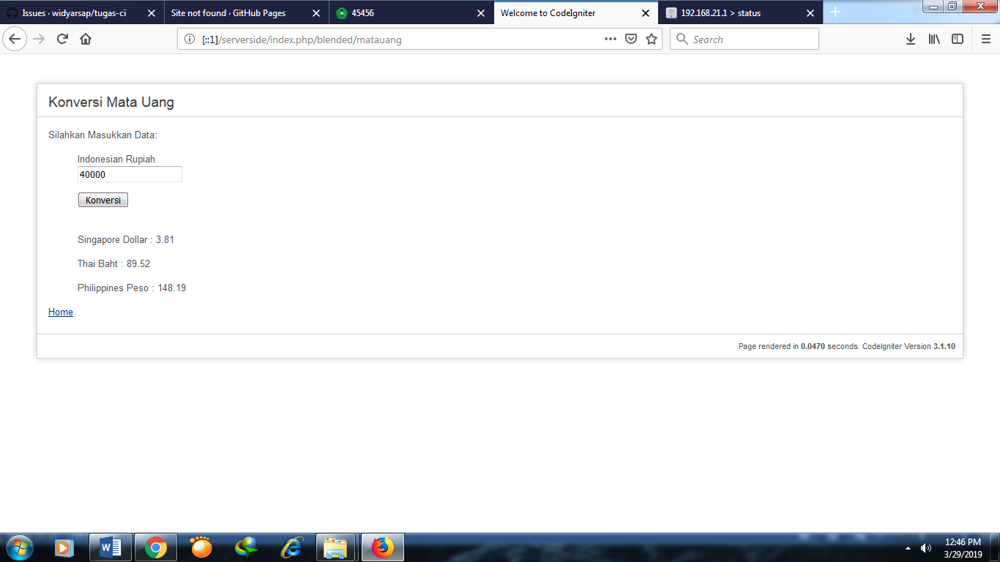 Issues · widyarsap/tugas-ci
Site not found · GitHub Pages
45456
Welcome to CodeIgniter
192.168.21.1 > status
[::1]/serverside/index.php/blended/matauang
Search
Konversi Mata Uang
Silahkan Masukkan Data:
Indonesian Rupiah
40000
Konversi
Singapore Dollar : 3.81
Thai Baht : 89.52
Philippines Peso : 148.19
Home
Page rendered in 0.0470 seconds. CodeIgniter Version 3.1.10
12:46 PM
3/29/2019